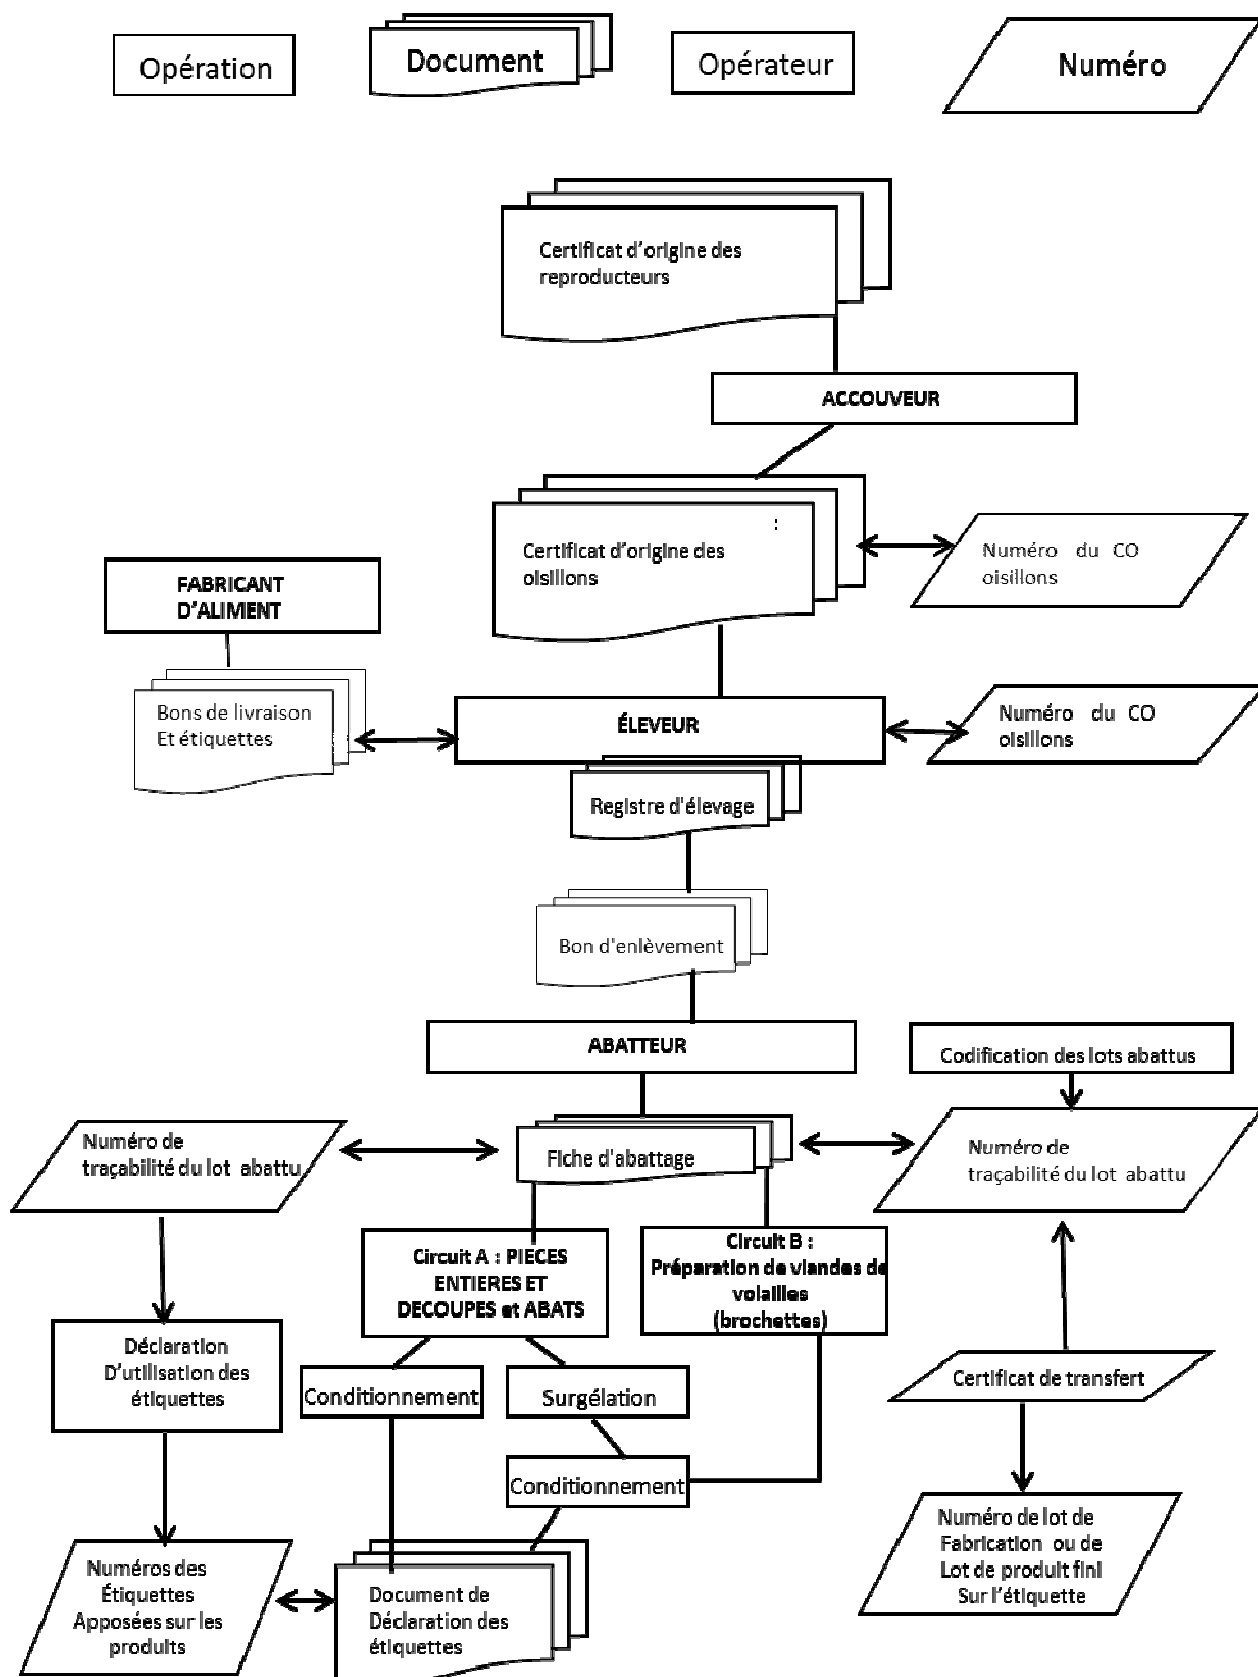 Opération
Document
Opérateur
Numéro
Certificat d'origine des
reproducteurs
ACCOUVEUR
:
Certificat d'origine des
oisillons
Numéro du CO
oisillons
FABRICANT
D'ALIMENT
Bons de livraison
Et étiquettes
ÉLEVEUR
Numéro du CO
oisillons
Registre d'élevage
Bon d'enlèvement
ABATTEUR
Codification des lots abattus
Numéro de
traçabilité du lot abattu
Fiche d'abattage
Numéro de
traçabilité du lot abattu
Circuit A : PIECES
ENTIERES ET
DECOUPES et ABATS
Circuit B :
Préparation de viandes de
volailles
(brochettes)
Déclaration
D'utilisation des
étiquettes
Conditionnement
Surgélation
Certificat de transfert
Conditionnement
Numéros des
Étiquettes
Apposées sur les
produits
Document de
Déclaration des
étiquettes
Numéro de lot de
Fabrication ou de
Lot de produit fini
Sur l'étiquette